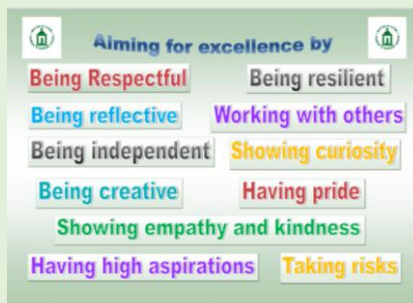 Aiming for excellence by
Being Respectful Being resilient
Being reflective Working with others
Being independent Showing curiosity
Being creative Having pride
Showing empathy and kindness
Having high aspirations Taking risks